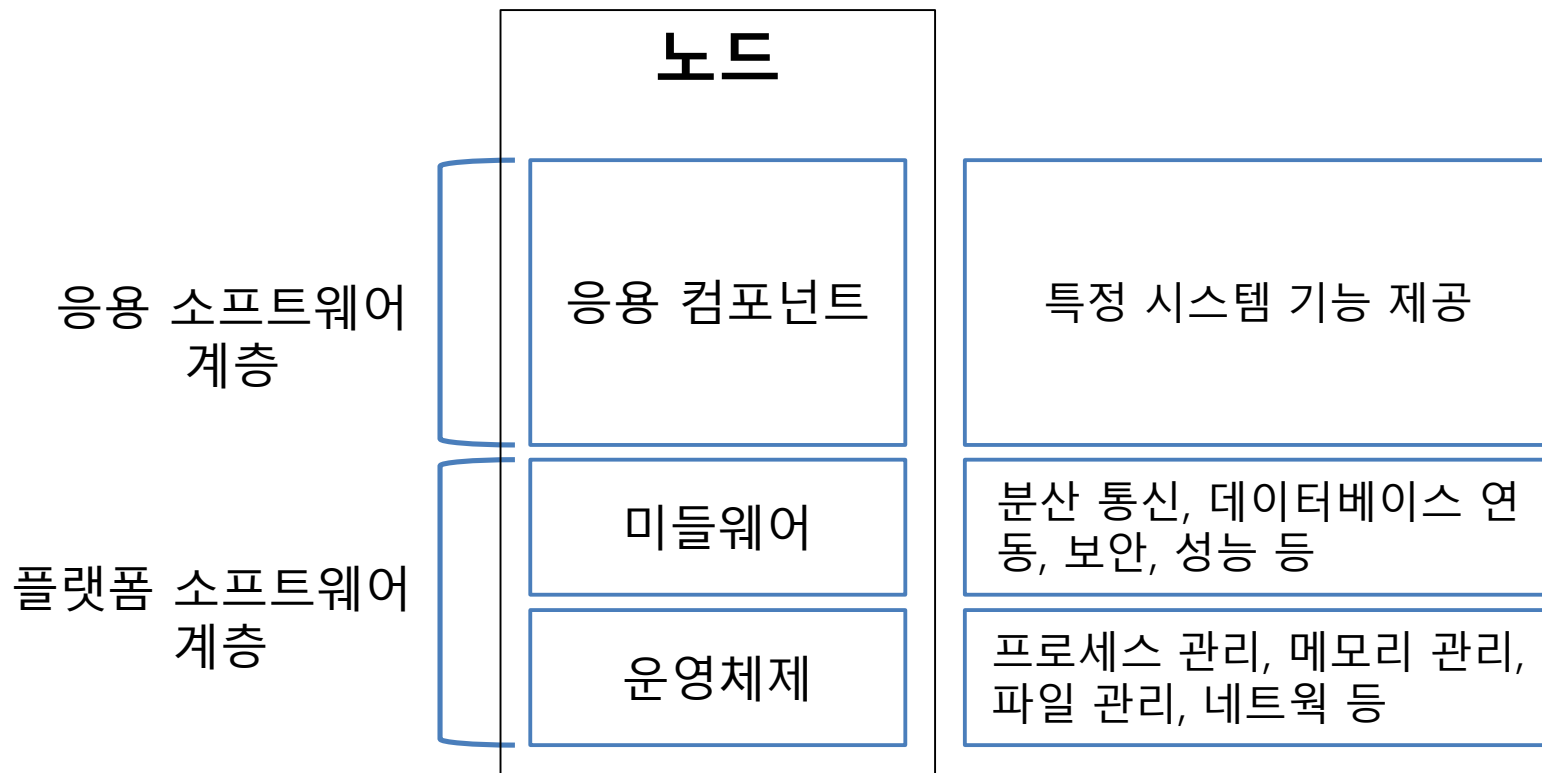 노드
응용 소프트웨어
계층
응용 컴포넌트
특정 시스템 기능 제공
플랫폼 소프트웨어
계층
미들웨어
분산 통신, 데이터베이스 연
동, 보안, 성능 등
운영체제
프로세스 관리, 메모리 관리,
파일 관리, 네트웍 등